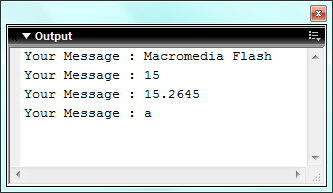 Output
Your Message : Macromedia Flash
Your Message : 15
Your Message : 15.2645
Your Message : a